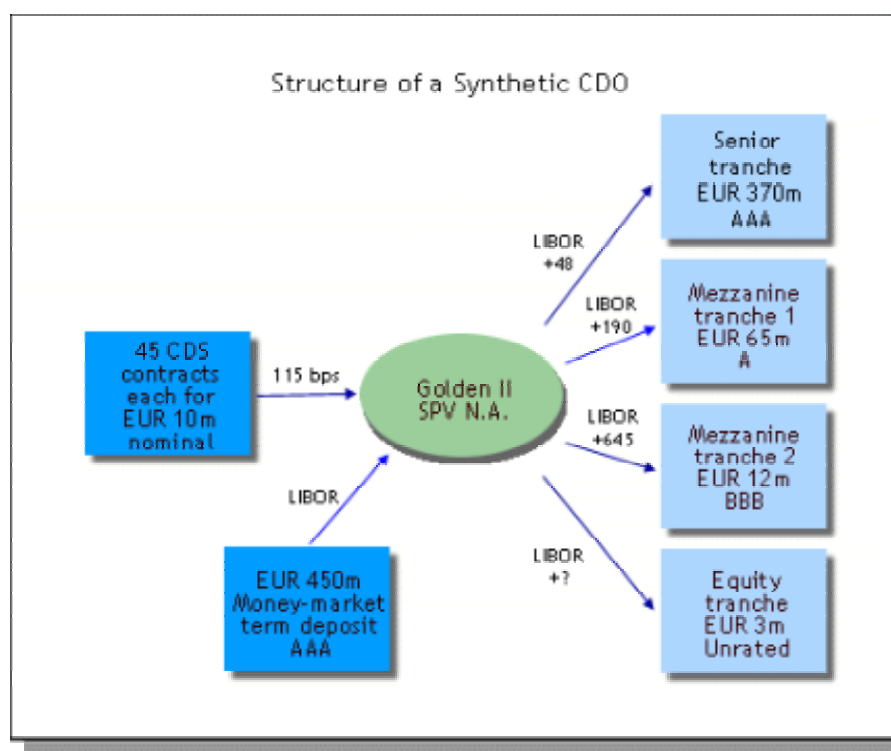 Structure of a Synthetic CDO
Senior
tranche
EUR 370m
AAA
LIBOR
+48
Mezzanine
tranche 1
EUR 65m
A
LIBOR
+190
45 CDS
contracts
each for
EUR 10m
nominal
115 bps
Golden II
SPV N.A.
LIBOR
+645
Mezzanine
tranche 2
EUR 12m
BBB
LIBOR
EUR 450m
Money-market
term deposit
AAA
LIBOR
+?
Equity
tranche
EUR 3m
Unrated